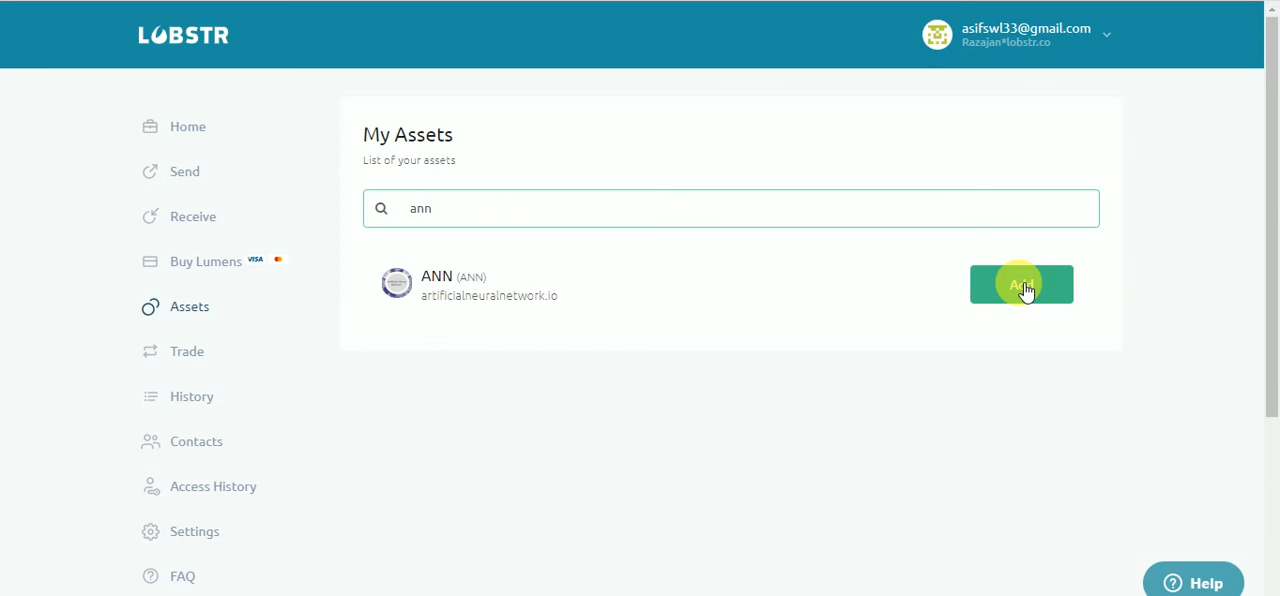 LOBSTR
asifswl33@gmail.com
Razajan*lobstr.co
Home
Send
Receive
Buy Lumens VISA
Assets
Trade
History
Contacts
Access History
Settings
FAQ
My Assets
List of your assets
ann
ANN (ANN)
artificialneuralnetwork.io
Add
Help